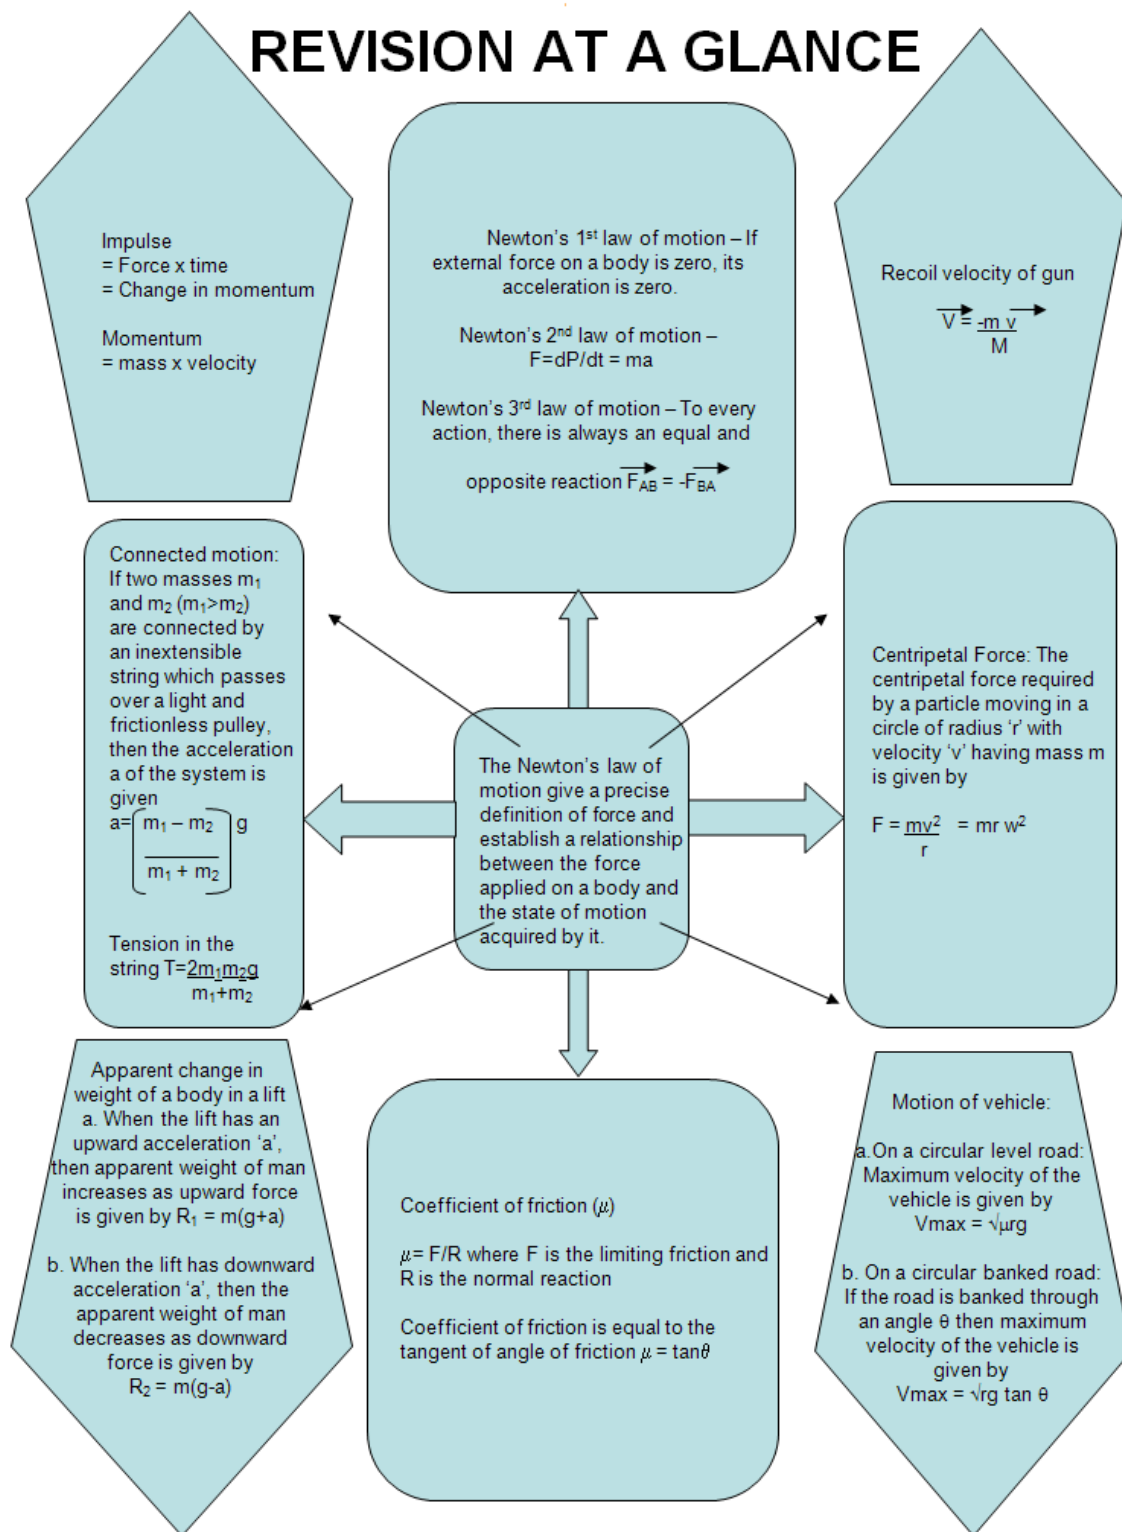 REVISION AT A GLANCE
Impulse
= Force x time
= Change in momentum
Momentum
= mass x velocity
Newton's 1st law of motion – If
external force on a body is zero, its
acceleration is zero.
Newton's 2nd law of motion –
F=dP/dt = ma
Newton's 3rd law of motion – To every
action, there is always an equal and
opposite reaction F_AB = -F_BA
Recoil velocity of gun
V = -m v
M
Connected motion:
If two masses m₁
and m₂ (m₁>m₂)
are connected by
an inextensible
string which passes
over a light and
frictionless pulley,
then the acceleration
a of the system is
given
a= m₁ – m₂ g
m₁ + m₂
Tension in the
string T=2m₁m₂g
m₁+m₂
The Newton's law of
motion give a precise
definition of force and
establish a relationship
between the force
applied on a body and
the state of motion
acquired by it.
Centripetal Force: The
centripetal force required
by a particle moving in a
circle of radius 'r' with
velocity 'v' having mass m
is given by
F = mv² = mr w²
r
Apparent change in
weight of a body in a lift
a. When the lift has an
upward acceleration 'a',
then apparent weight of man
increases as upward force
is given by R₁ = m(g+a)
b. When the lift has downward
acceleration 'a', then the
apparent weight of man
decreases as downward
force is given by
R₂ = m(g-a)
Coefficient of friction (μ)
μ= F/R where F is the limiting friction and
R is the normal reaction
Coefficient of friction is equal to the
tangent of angle of friction μ = tanθ
Motion of vehicle:
a.On a circular level road:
Maximum velocity of the
vehicle is given by
Vmax = √μrg
b. On a circular banked road:
If the road is banked through
an angle θ then maximum
velocity of the vehicle is
given by
Vmax = √rg tan θ